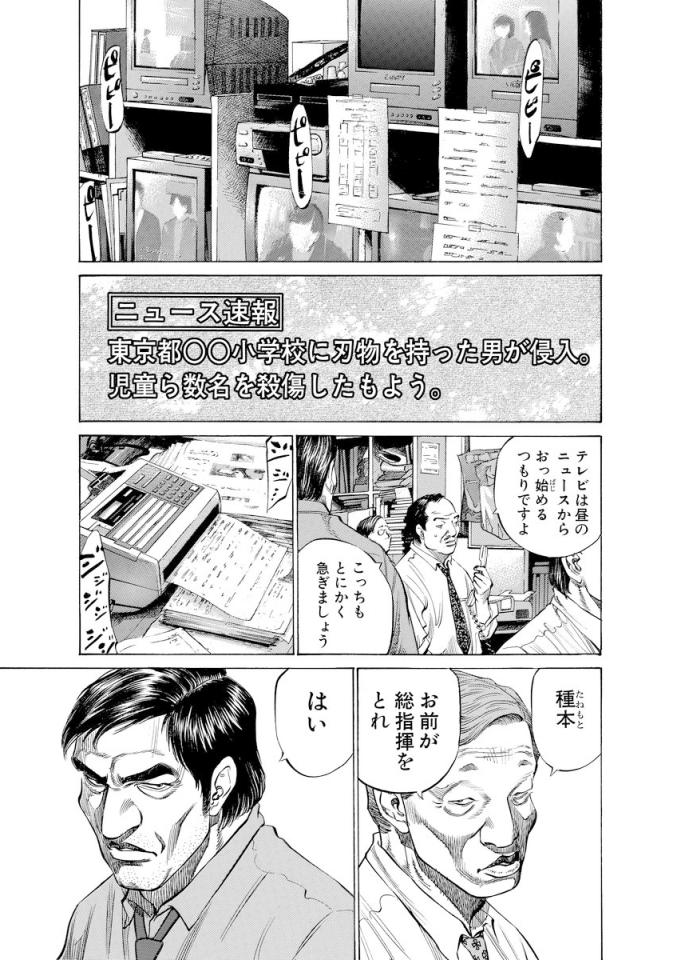 ピピー
ピピー
ピピー
ピピー
ニュース速報
東京都〇〇小学校に刃物を持った男が侵入。
児童ら数名を殺傷したもよう。
テレビは昼の
ニュースから
おっ始める
つもりですよ
こっちも
とにかく
急ぎましょう
ジジ…
ジジジ…
種本
お前が
総指揮を
とれ
はい